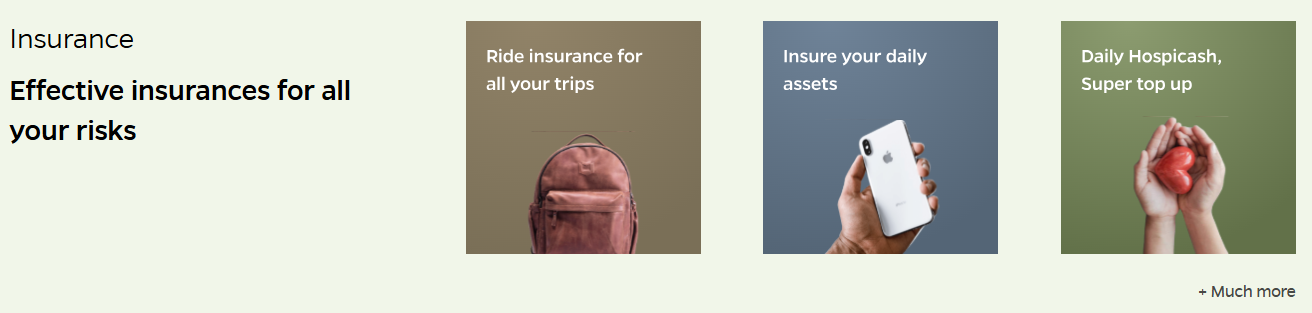 Insurance
Effective insurances for all
your risks
Ride insurance for
all your trips
Insure your daily
assets
Daily Hospicash,
Super top up
+ Much more